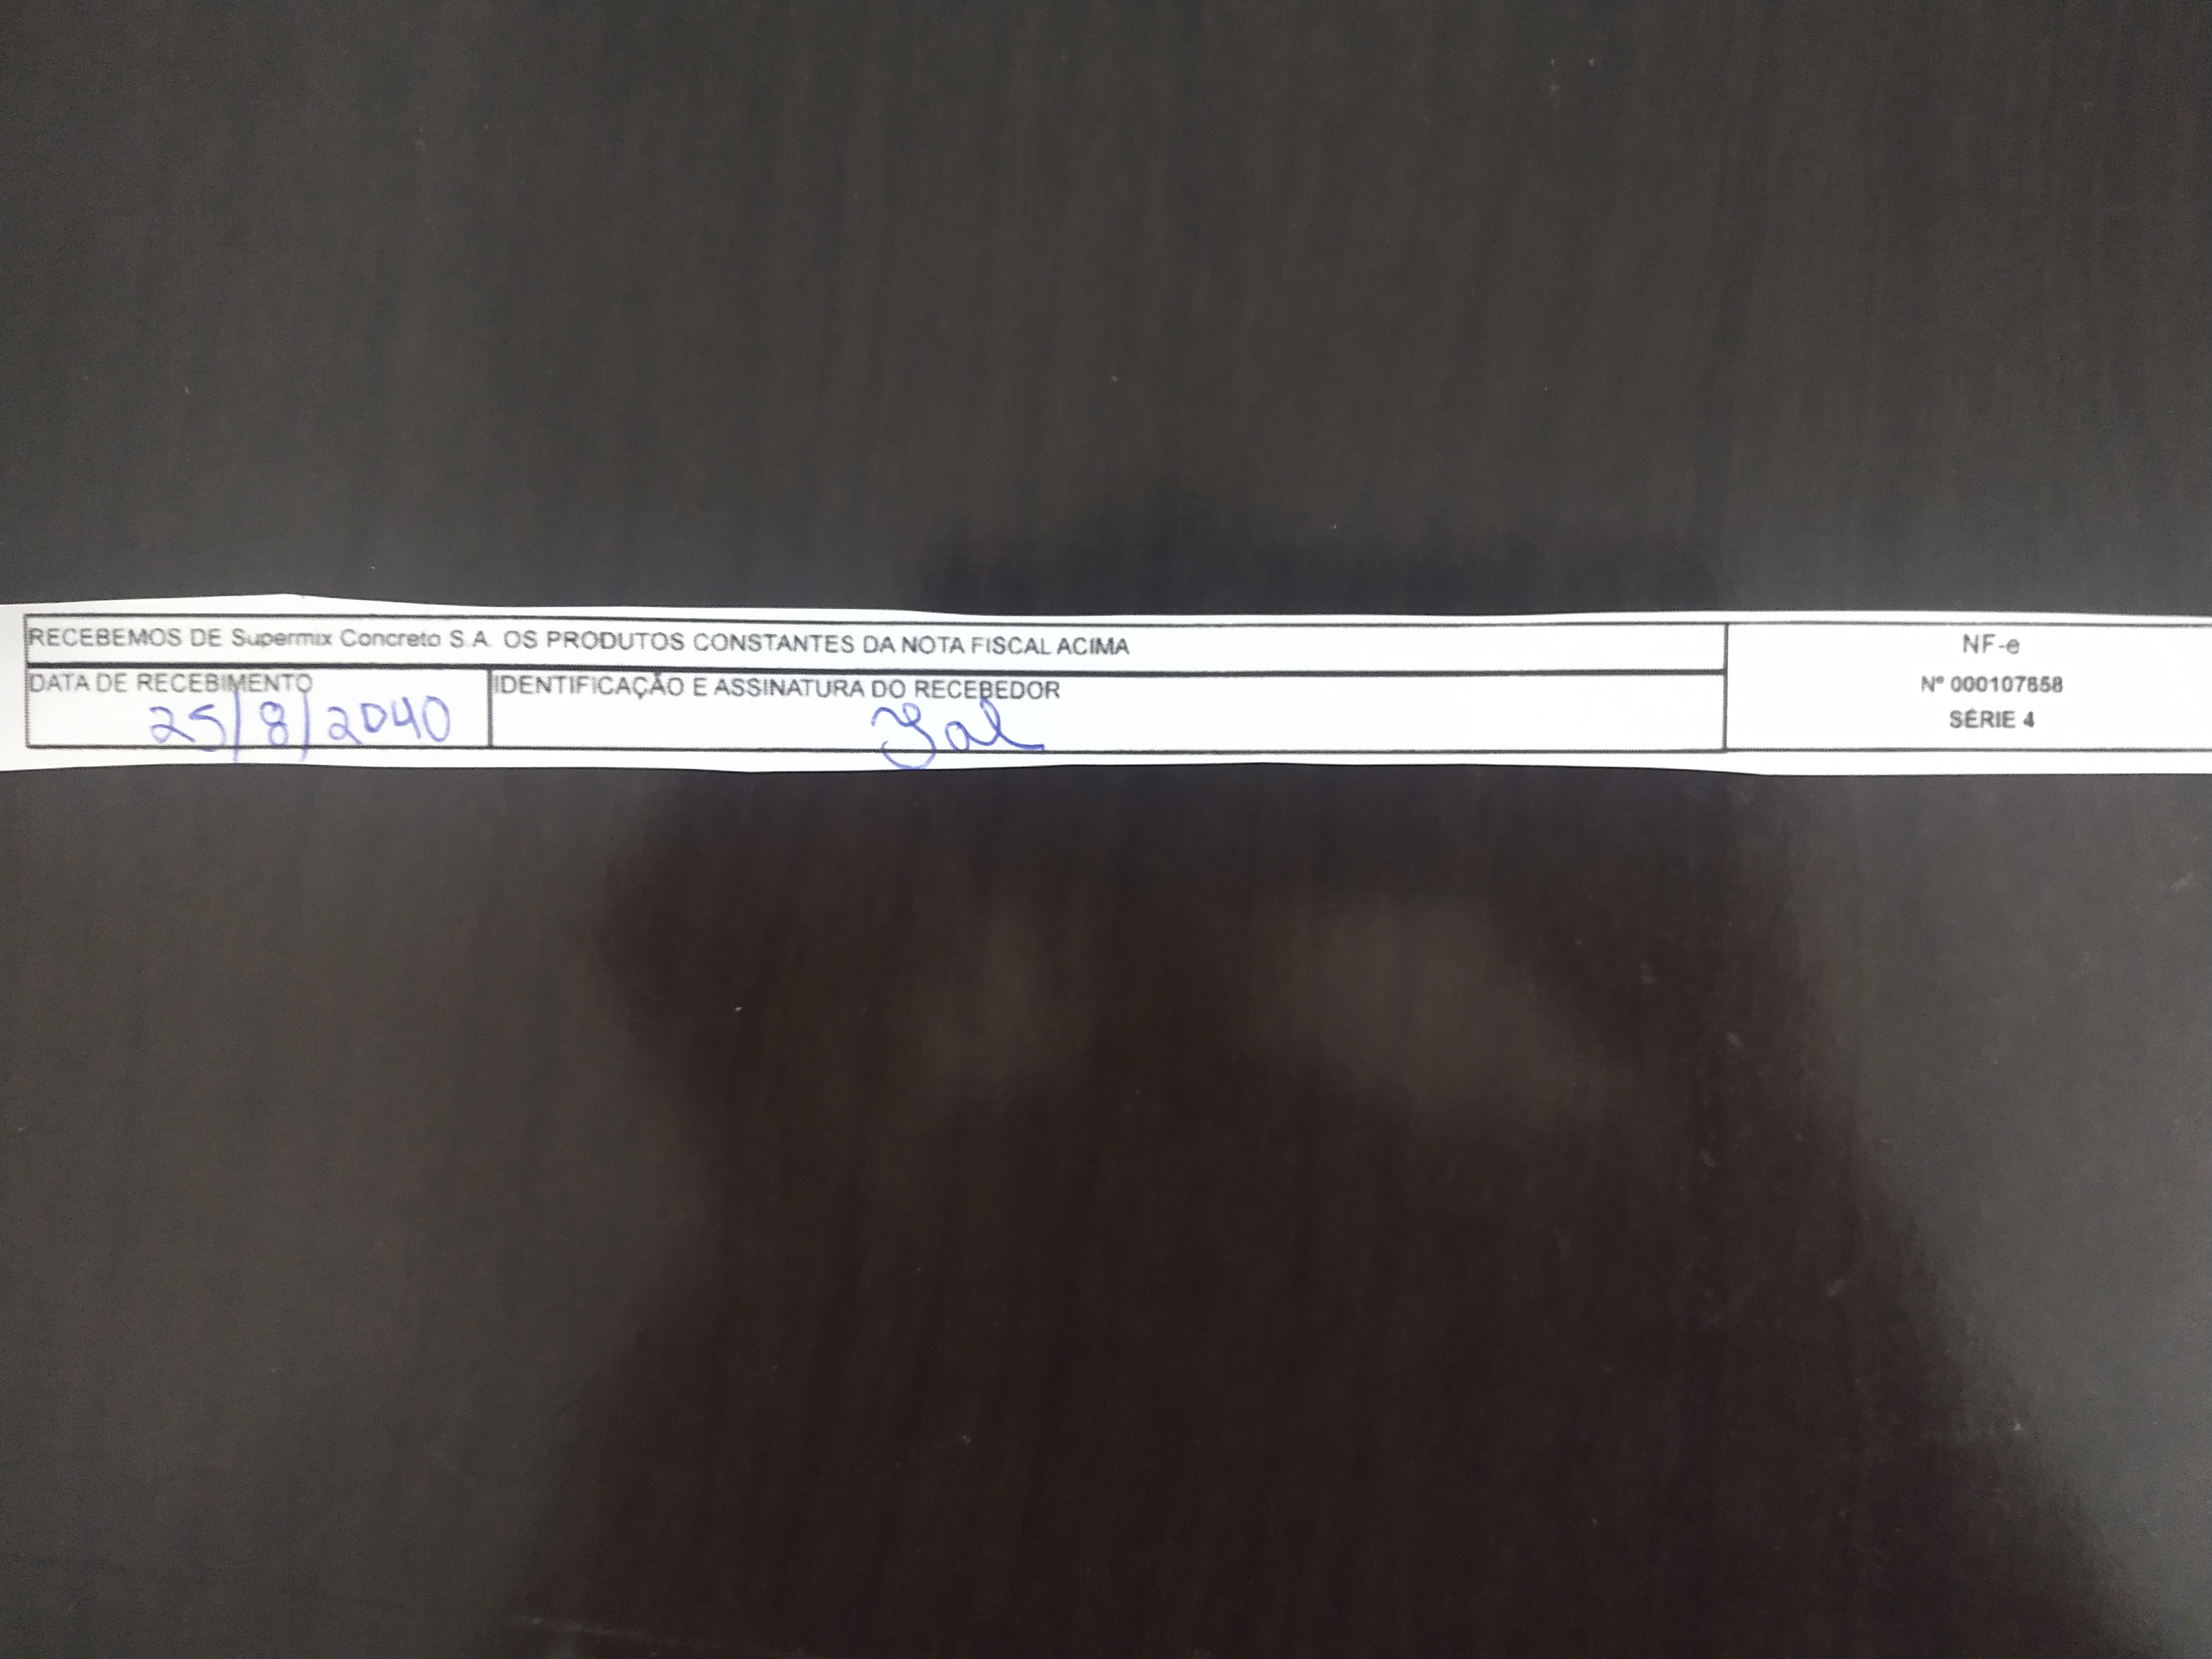 RECEBEMOS DE Supermix Concreto S.A. OS PRODUTOS CONSTANTES DA NOTA FISCAL ACIMA
DATA DE RECEBIMENTO
25/8/2040
IDENTIFICAÇÃO E ASSINATURA DO RECEBEDOR
NF-e
Nº 000107658
SÉRIE 4